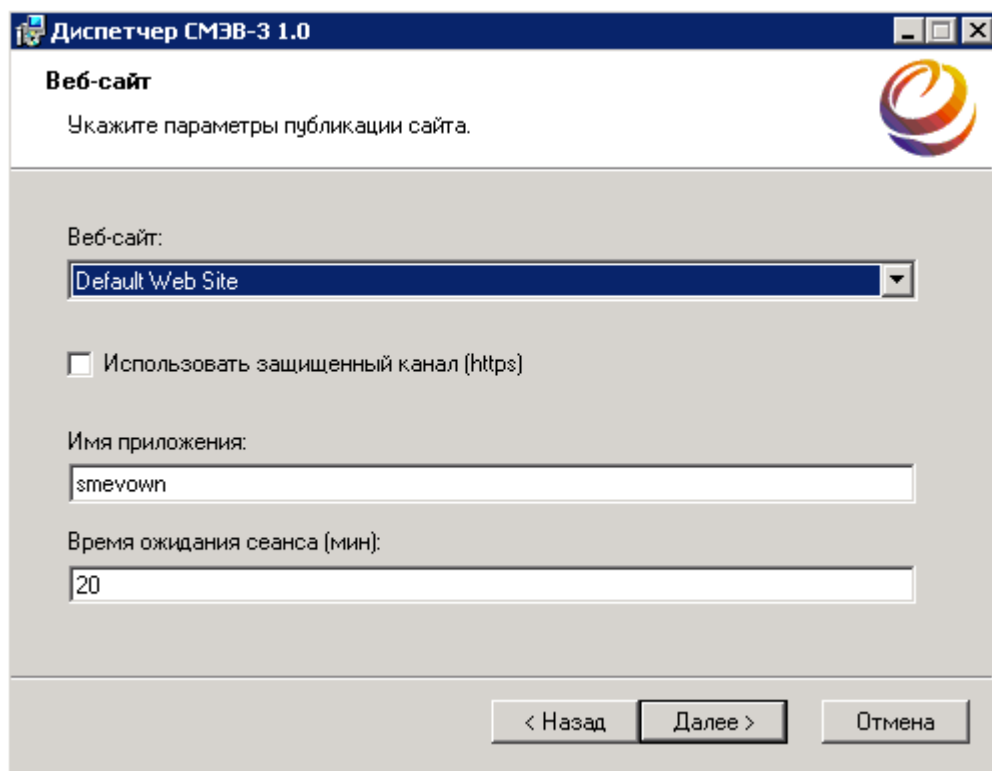 Диспетчер СМЭВ-3 1.0
Веб-сайт
Укажите параметры публикации сайта.
Веб-сайт:
Default Web Site
Использовать защищенный канал (https)
Имя приложения:
smevown
Время ожидания сеанса (мин):
20
< Назад
Далее >
Отмена